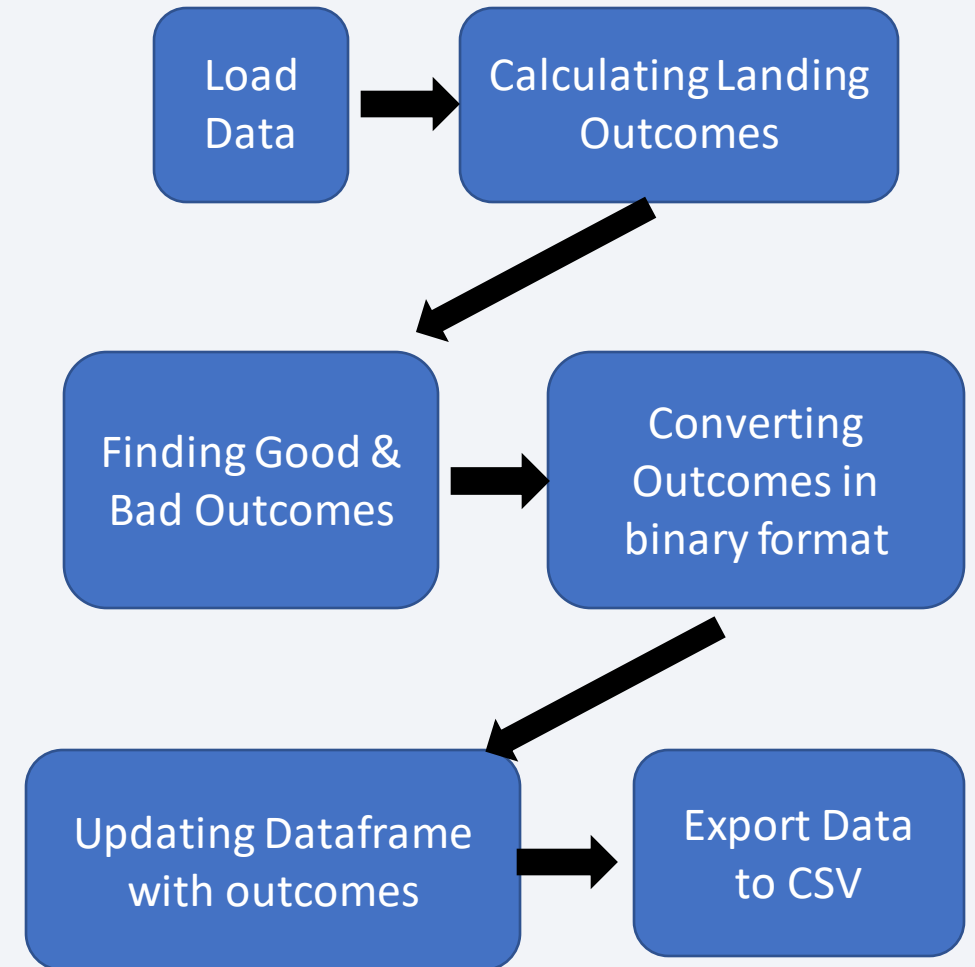 Load
Data
Calculating Landing
Outcomes
Finding Good &
Bad Outcomes
Converting
Outcomes in
binary format
Updating Dataframe
with outcomes
Export Data
to CSV